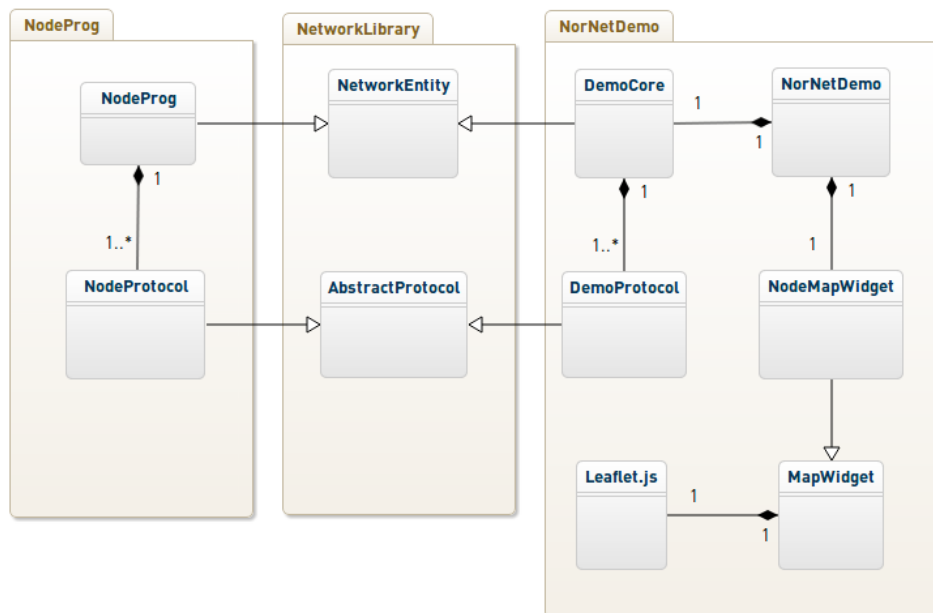 NodeProg
NetworkLibrary
NorNetDemo
NodeProg
NetworkEntity
DemoCore
NorNetDemo
1
1
1
1
1
1..*
1..*
1
NodeProtocol
AbstractProtocol
DemoProtocol
NodeMapWidget
Leaflet.js
MapWidget
1
1